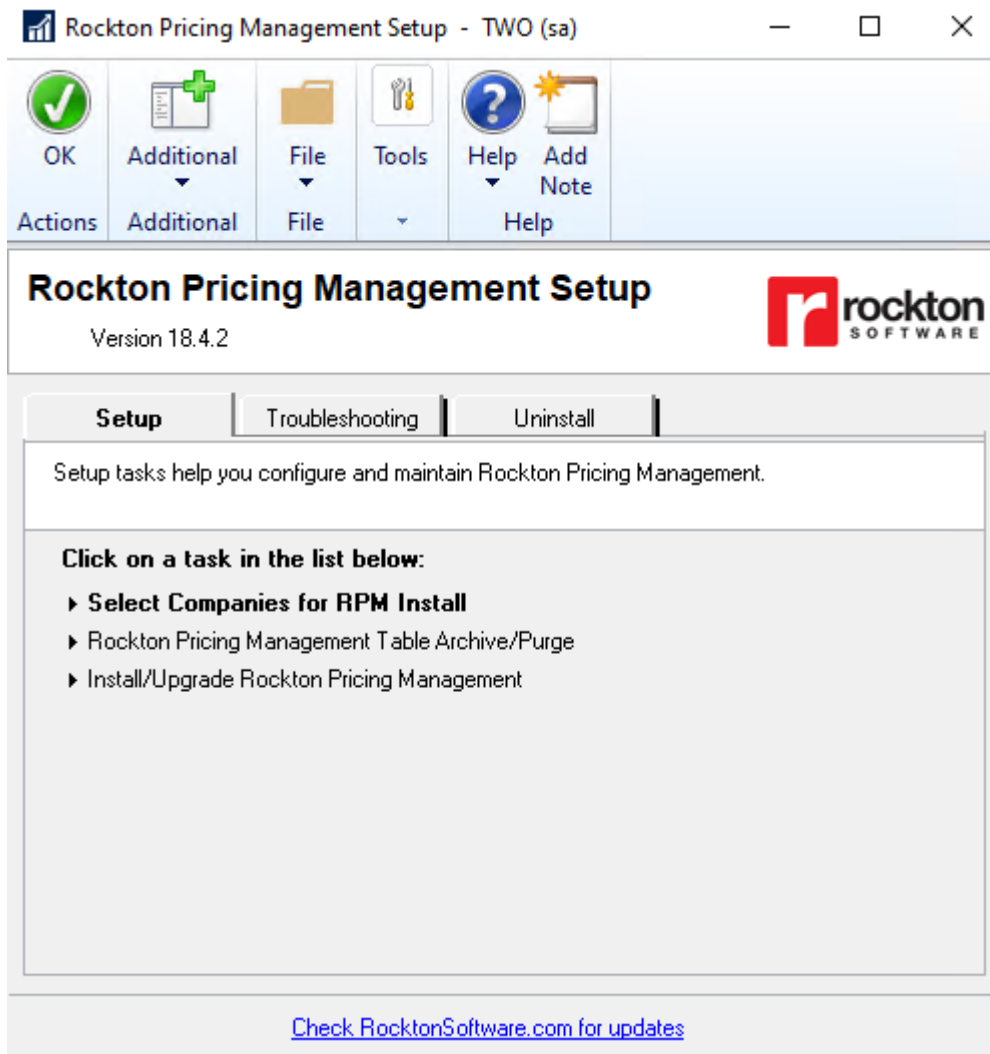 Rockton Pricing Management Setup - TWO (sa)
OK
Additional
File
Tools
Help
Add Note
Actions
Additional
File
Help
Rockton Pricing Management Setup
Version 18.4.2
r rockton
SOFTWARE
Setup
Troubleshooting
Uninstall
Setup tasks help you configure and maintain Rockton Pricing Management.
Click on a task in the list below:
Select Companies for RPM Install
Rockton Pricing Management Table Archive/Purge
Install/Upgrade Rockton Pricing Management
Check RocktonSoftware.com for updates